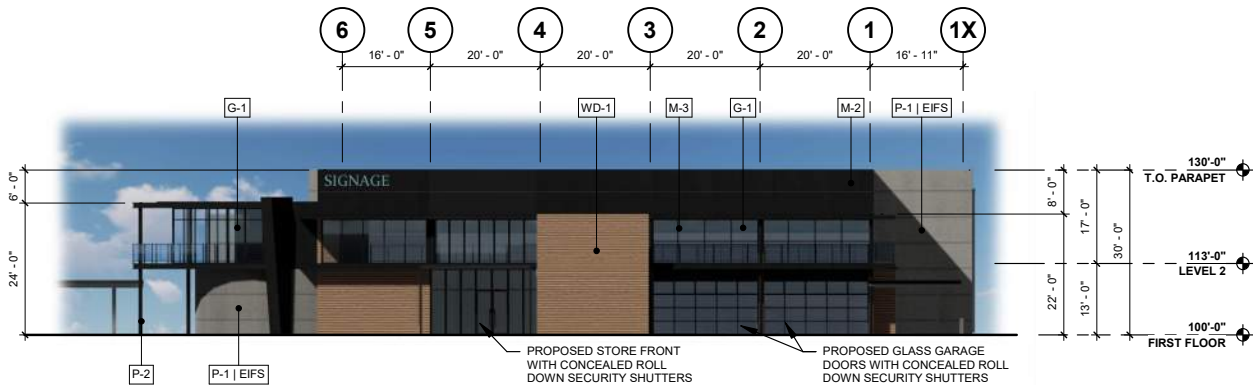 6 5 4 3 2 1 1X
16' - 0" 20' - 0" 20' - 0" 20' - 0" 20' - 0" 16' - 11"
G-1 WD-1 M-3 G-1 M-2 P-1 | EIFS
SIGNAGE
6' - 0"
24' - 0"
8' - 0"
22' - 0"
17' - 0"
13' - 0"
30' - 0"
130'-0"
T.O. PARAPET
113'-0"
LEVEL 2
100'-0"
FIRST FLOOR
P-2
P-1 | EIFS
PROPOSED STORE FRONT
WITH CONCEALED ROLL
DOWN SECURITY SHUTTERS
PROPOSED GLASS GARAGE
DOORS WITH CONCEALED ROLL
DOWN SECURITY SHUTTERS